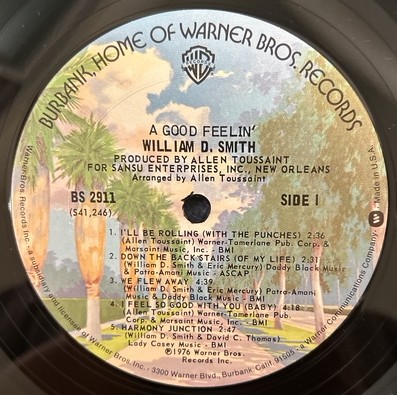 BURBANK, HOME OF WARNER BROS. RECORDS
A GOOD FEELIN'
WILLIAM D. SMITH
PRODUCED BY ALLEN TOUSSAINT
FOR SANSU ENTERPRISES, INC., NEW ORLEANS
Arranged by Allen Toussaint
BS 2911
(S41,246)
SIDE I
1. I'LL BE ROLLING (WITH THE PUNCHES) 2:36
(Allen Toussaint) Warner-Tamerlane Pub. Corp. &
Marsaint Music, Inc. - BMI
2. DOWN THE BACK STAIRS (OF MY LIFE) 2:31
(William D. Smith & Eric Mercury) Daddy Black Music
& Patro-Amani Music - ASCAP
3. WE FLEW AWAY 4:39
(William D. Smith & Eric Mercury) Patro-Amani
Music & Daddy Black Music - BMI
4. I FEEL SO GOOD WITH YOU (BABY) 4:18
(Allen Toussaint) Warner-Tamerlane Pub.
Corp. & Marsaint Music, Inc. - BMI
5. HARMONY JUNCTION 2:47
(William D. Smith & David C. Thomas)
Lady Casey Music - BMI
©1976 Warner Bros.
Records Inc.
Warner Bros. Records Inc. - a subsidiary and licensee of Warner Bros. Inc. - 3300 Warner Blvd., Burbank, Calif. 91505 - a Warner Communications Company - W - Made in U.S.A.